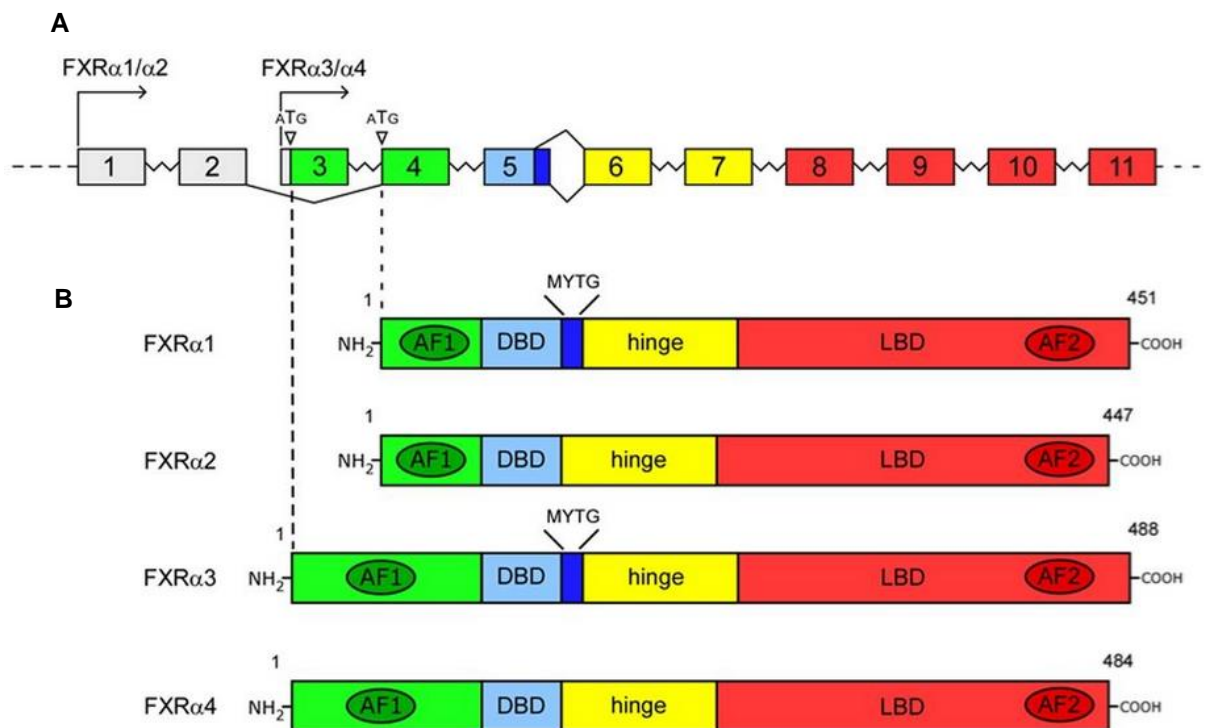 A
FXRα1/α2 FXRα3/α4
ATG ATG
1 2 3 4 5 6 7 8 9 10 11
B
MYTG
1 451
FXRα1 NH2 AF1 DBD hinge LBD AF2 COOH
1 447
FXRα2 NH2 AF1 DBD hinge LBD AF2 COOH
MYTG
1 488
FXRα3 NH2 AF1 DBD hinge LBD AF2 COOH
1 484
FXRα4 NH2 AF1 DBD hinge LBD AF2 COOH